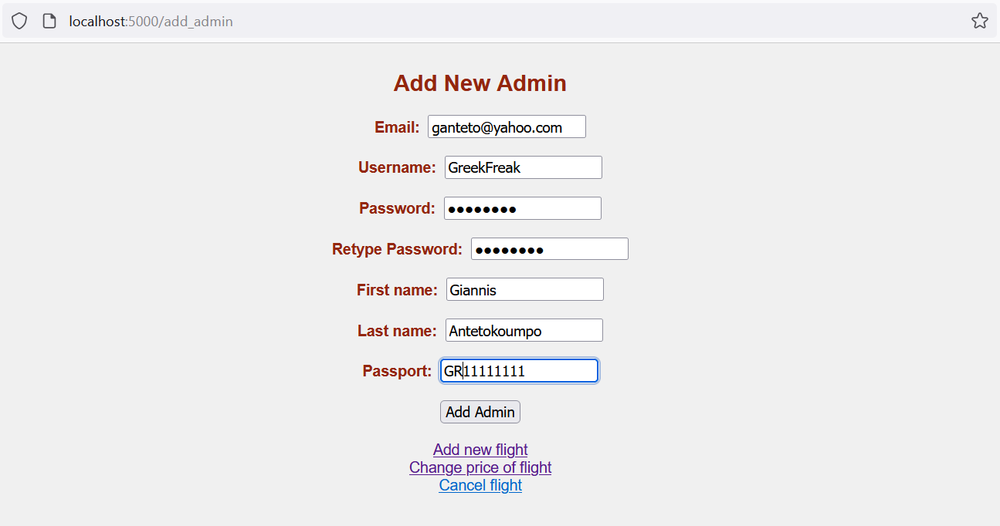 localhost:5000/add_admin
Add New Admin
Email: ganteto@yahoo.com
Username: GreekFreak
Password: ●●●●●●●●
Retype Password: ●●●●●●●●
First name: Giannis
Last name: Antetokoumpo
Passport: GR11111111
Add Admin
Add new flight
Change price of flight
Cancel flight